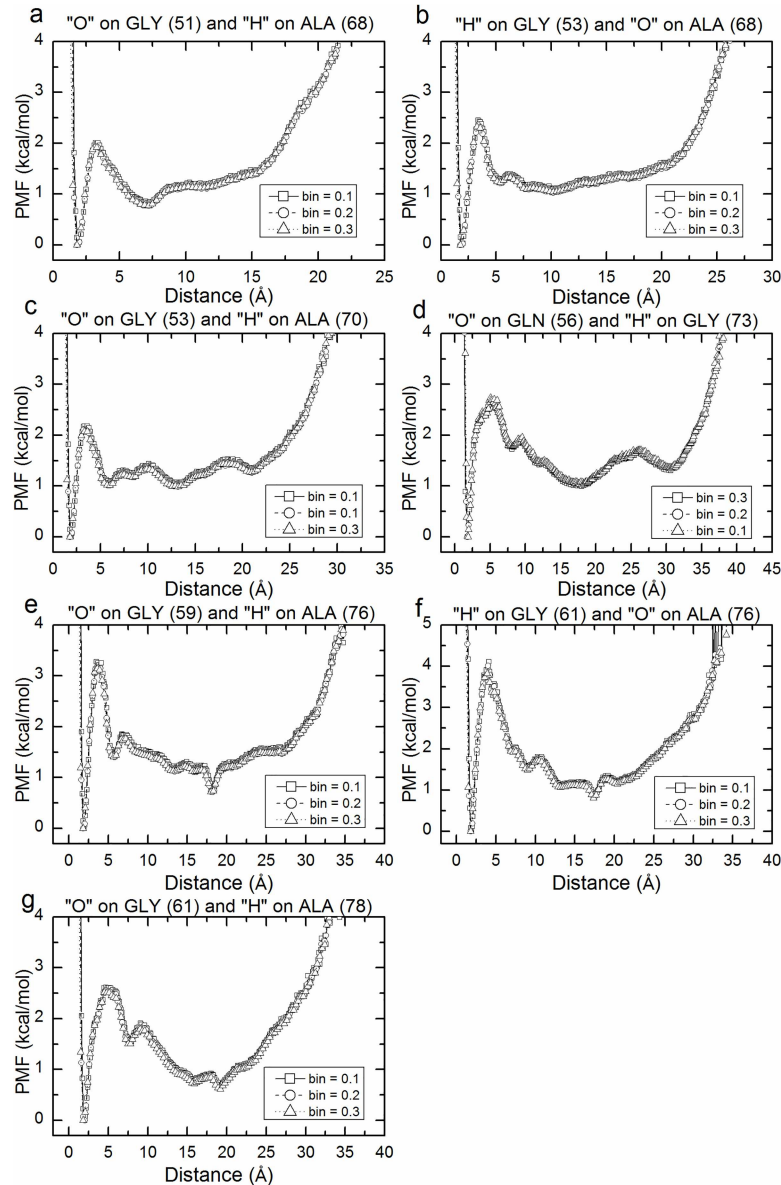 a
"O" on GLY (51) and "H" on ALA (68)
4
3
2
1
0
PMF (kcal/mol)
bin = 0.1
bin = 0.2
bin = 0.3
0 5 10 15 20 25
Distance (Å)
b
"H" on GLY (53) and "O" on ALA (68)
4
3
2
1
0
PMF (kcal/mol)
bin = 0.1
bin = 0.2
bin = 0.3
0 5 10 15 20 25 30
Distance (Å)
c
"O" on GLY (53) and "H" on ALA (70)
4
3
2
1
0
PMF (kcal/mol)
bin = 0.1
bin = 0.1
bin = 0.3
0 5 10 15 20 25 30 35
Distance (Å)
d
"O" on GLN (56) and "H" on GLY (73)
4
3
2
1
0
PMF (kcal/mol)
bin = 0.3
bin = 0.2
bin = 0.1
0 5 10 15 20 25 30 35 40 45
Distance (Å)
e
"O" on GLY (59) and "H" on ALA (76)
4
3
2
1
0
PMF (kcal/mol)
bin = 0.1
bin = 0.2
bin = 0.3
0 5 10 15 20 25 30 35 40
Distance (Å)
f
"H" on GLY (61) and "O" on ALA (76)
5
4
3
2
1
0
PMF (kcal/mol)
bin = 0.1
bin = 0.2
bin = 0.3
0 5 10 15 20 25 30 35 40
Distance (Å)
g
"O" on GLY (61) and "H" on ALA (78)
4
3
2
1
0
PMF (kcal/mol)
bin = 0.1
bin = 0.2
bin = 0.3
0 5 10 15 20 25 30 35 40
Distance (Å)